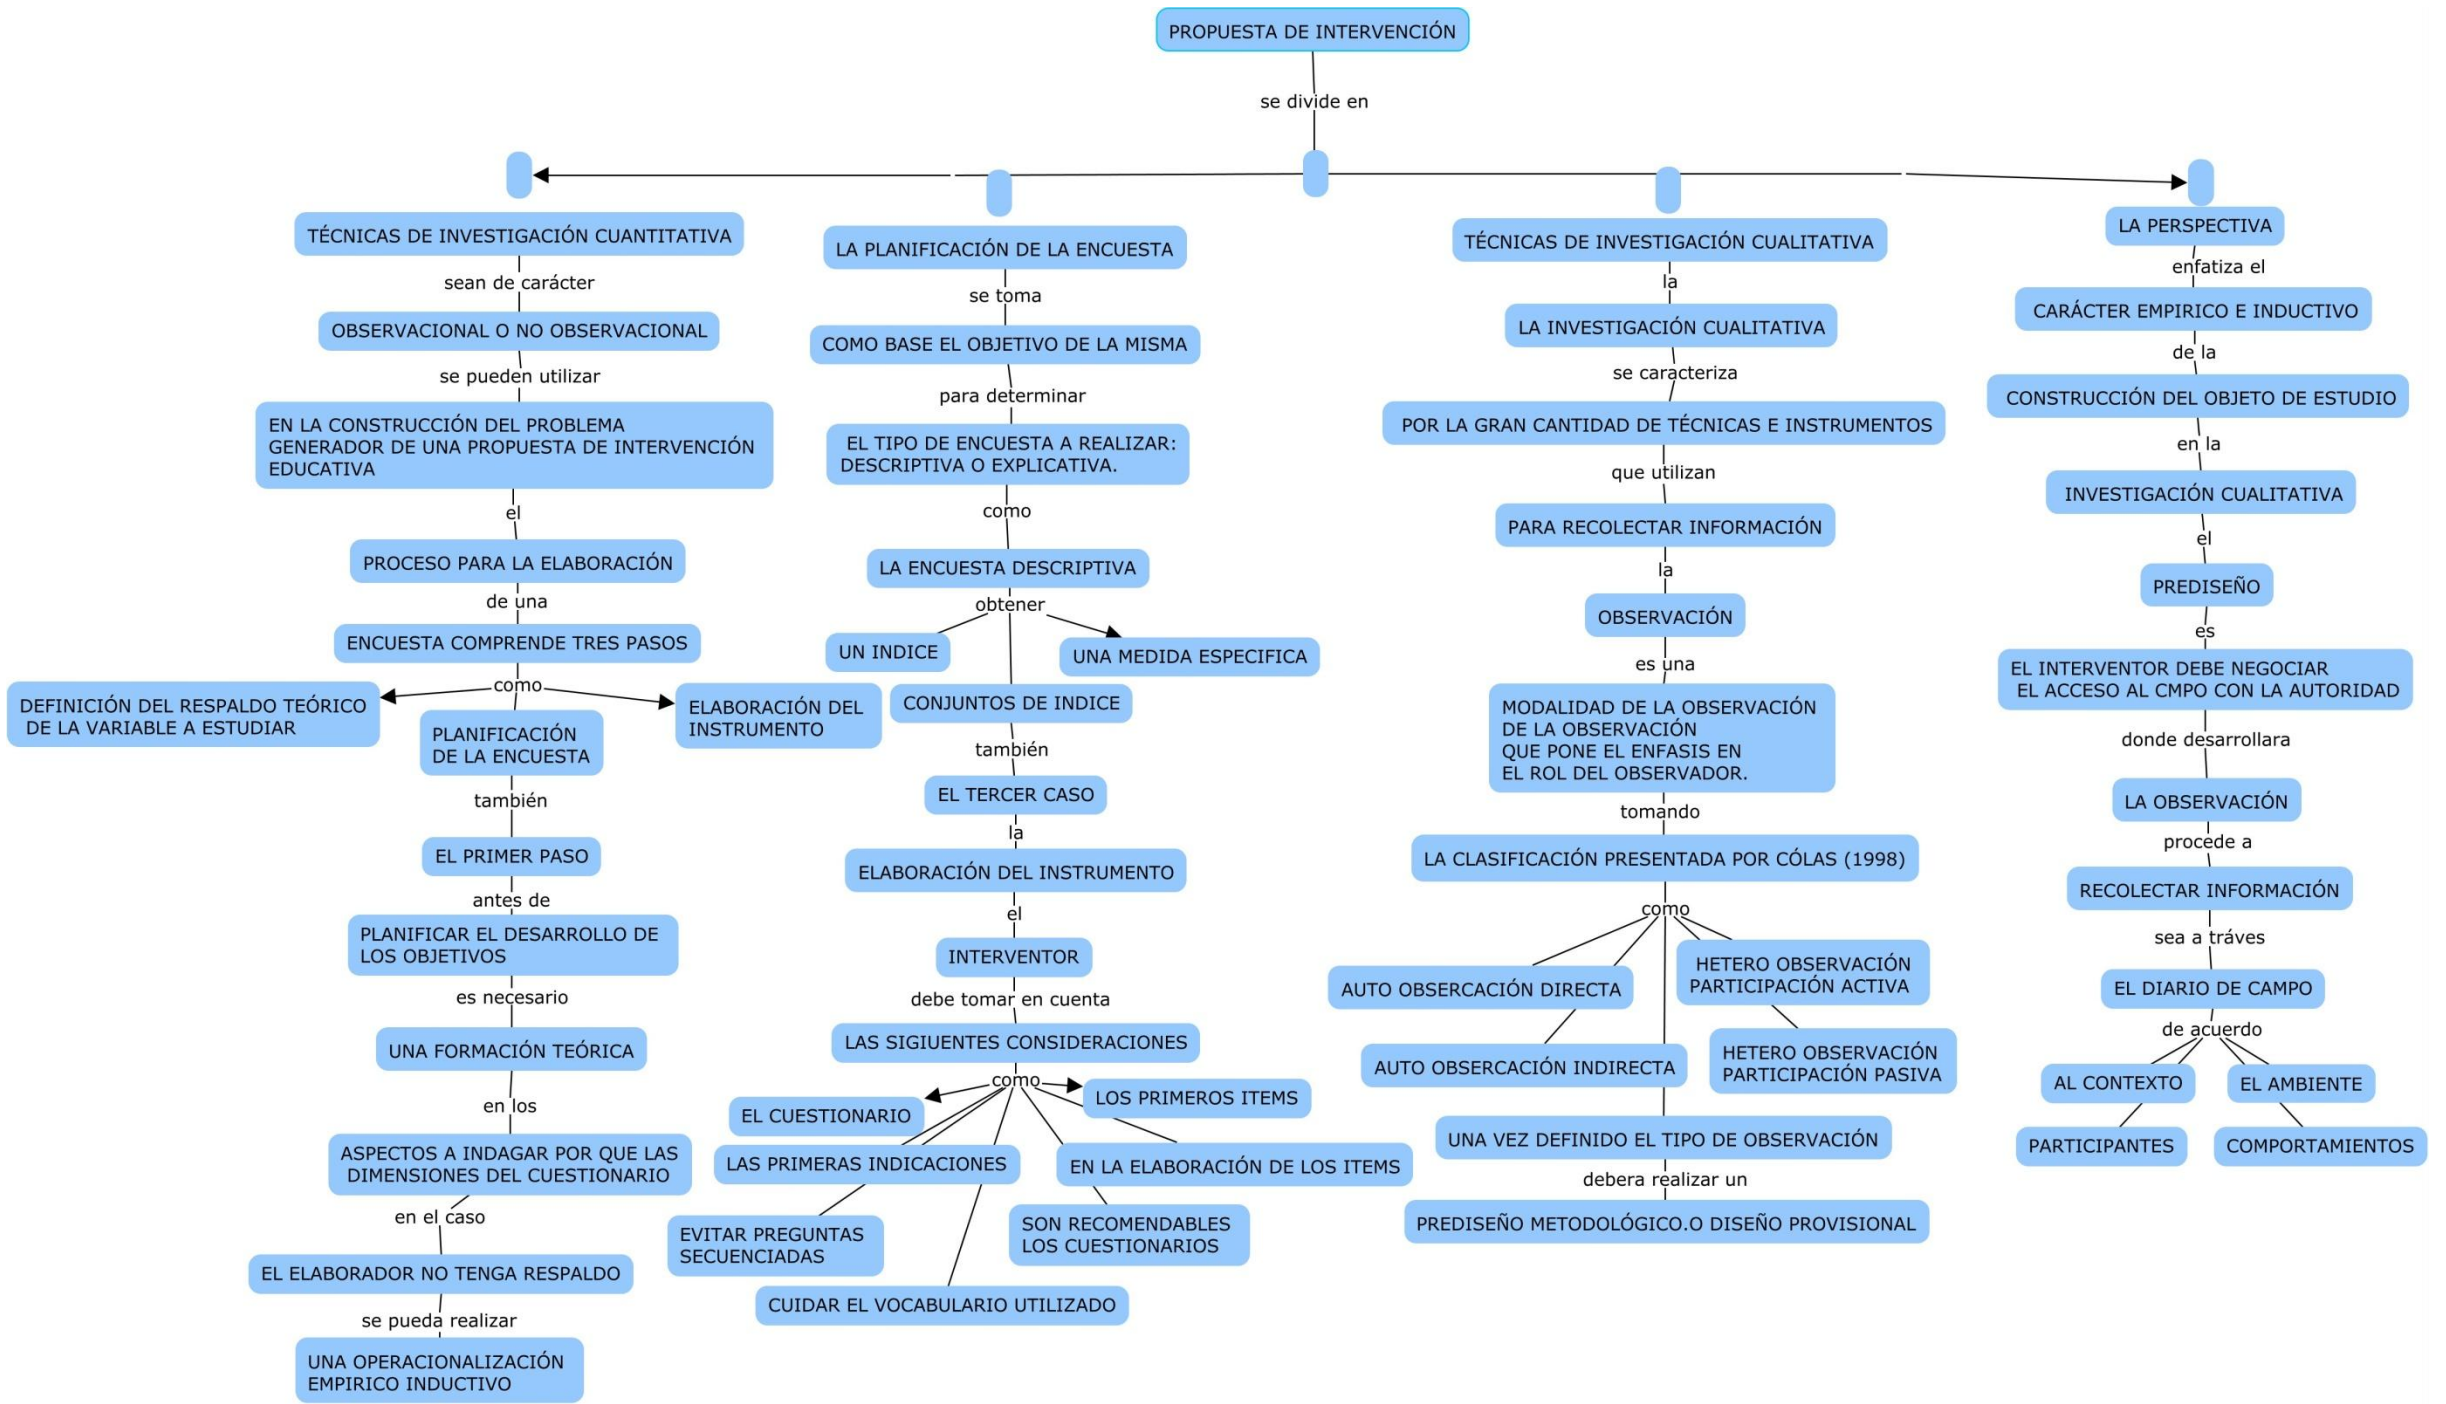 PROPUESTA DE INTERVENCIÓN
se divide en
TÉCNICAS DE INVESTIGACIÓN CUANTITATIVA
sean de carácter
OBSERVACIONAL O NO OBSERVACIONAL
se pueden utilizar
EN LA CONSTRUCCIÓN DEL PROBLEMA
GENERADOR DE UNA PROPUESTA DE INTERVENCIÓN
EDUCATIVA
el
PROCESO PARA LA ELABORACIÓN
de una
ENCUESTA COMPRENDE TRES PASOS
como
DEFINICIÓN DEL RESPALDO TEÓRICO
DE LA VARIABLE A ESTUDIAR
PLANIFICACIÓN
DE LA ENCUESTA
ELABORACIÓN DEL
INSTRUMENTO
también
EL PRIMER PASO
antes de
PLANIFICAR EL DESARROLLO DE
LOS OBJETIVOS
es necesario
UNA FORMACIÓN TEÓRICA
en los
ASPECTOS A INDAGAR POR QUE LAS
DIMENSIONES DEL CUESTIONARIO
en el caso
EL ELABORADOR NO TENGA RESPALDO
se pueda realizar
UNA OPERACIONALIZACIÓN
EMPIRICO INDUCTIVO
LA PLANIFICACIÓN DE LA ENCUESTA
se toma
COMO BASE EL OBJETIVO DE LA MISMA
para determinar
EL TIPO DE ENCUESTA A REALIZAR:
DESCRIPTIVA O EXPLICATIVA.
como
LA ENCUESTA DESCRIPTIVA
obtener
UN INDICE
UNA MEDIDA ESPECIFICA
CONJUNTOS DE INDICE
también
EL TERCER CASO
la
ELABORACIÓN DEL INSTRUMENTO
el
INTERVENTOR
debe tomar en cuenta
LAS SIGIUENTES CONSIDERACIONES
como
EL CUESTIONARIO
LOS PRIMEROS ITEMS
LAS PRIMERAS INDICACIONES
EN LA ELABORACIÓN DE LOS ITEMS
EVITAR PREGUNTAS
SECUENCIADAS
SON RECOMENDABLES
LOS CUESTIONARIOS
CUIDAR EL VOCABULARIO UTILIZADO
TÉCNICAS DE INVESTIGACIÓN CUALITATIVA
la
LA INVESTIGACIÓN CUALITATIVA
se caracteriza
POR LA GRAN CANTIDAD DE TÉCNICAS E INSTRUMENTOS
que utilizan
PARA RECOLECTAR INFORMACIÓN
la
OBSERVACIÓN
es una
MODALIDAD DE LA OBSERVACIÓN
DE LA OBSERVACIÓN
QUE PONE EL ENFASIS EN
EL ROL DEL OBSERVADOR.
tomando
LA CLASIFICACIÓN PRESENTADA POR CÓLAS (1998)
como
AUTO OBSERCACIÓN DIRECTA
HETERO OBSERVACIÓN
PARTICIPACIÓN ACTIVA
AUTO OBSERCACIÓN INDIRECTA
HETERO OBSERVACIÓN
PARTICIPACIÓN PASIVA
UNA VEZ DEFINIDO EL TIPO DE OBSERVACIÓN
debera realizar un
PREDISEÑO METODOLÓGICO.O DISEÑO PROVISIONAL
LA PERSPECTIVA
enfatiza el
CARÁCTER EMPIRICO E INDUCTIVO
de la
CONSTRUCCIÓN DEL OBJETO DE ESTUDIO
en la
INVESTIGACIÓN CUALITATIVA
el
PREDISEÑO
es
EL INTERVENTOR DEBE NEGOCIAR
EL ACCESO AL CMPO CON LA AUTORIDAD
donde desarrollara
LA OBSERVACIÓN
procede a
RECOLECTAR INFORMACIÓN
sea a tráves
EL DIARIO DE CAMPO
de acuerdo
AL CONTEXTO
EL AMBIENTE
PARTICIPANTES
COMPORTAMIENTOS